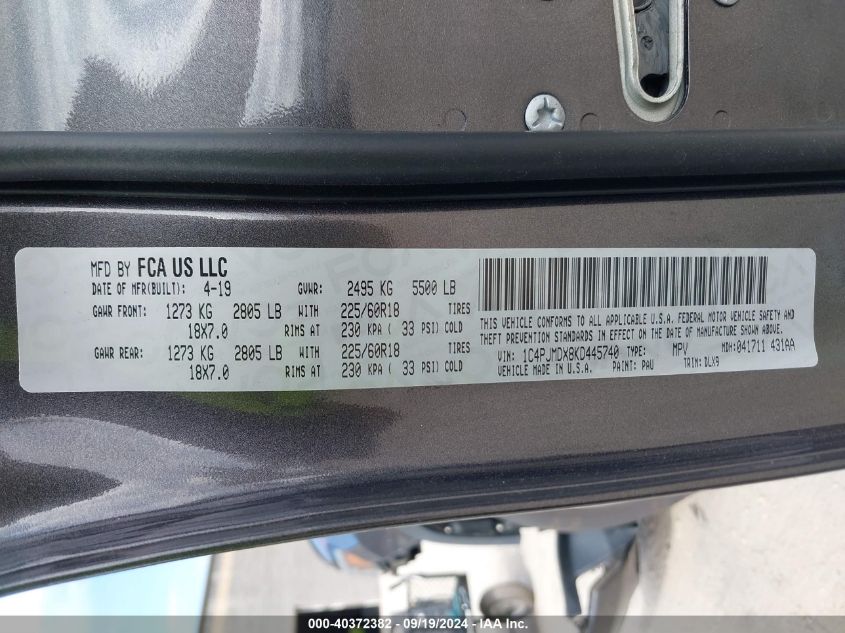 MFD BY FCA US LLC
DATE OF MFR(BUILT): 4-19 GVWR: 2495 KG 5500 LB
GAWR FRONT: 1273 KG 2805 LB WITH 225/60R18 TIRES
18X7.0 RIMS AT 230 KPA ( 33 PSI) COLD
GAWR REAR: 1273 KG 2805 LB WITH 225/60R18 TIRES
18X7.0 RIMS AT 230 KPA ( 33 PSI) COLD
THIS VEHICLE CONFORMS TO ALL APPLICABLE U.S.A. FEDERAL MOTOR VEHICLE SAFETY AND
THEFT PREVENTION STANDARDS IN EFFECT ON THE DATE OF MANUFACTURE SHOWN ABOVE.
VIN: 1C4PJMDX8KD445740 TYPE: MPV MDH:041711 431AA
VEHICLE MADE IN U.S.A. PAINT: PAU TRIM: DLX9
000-40372382 - 09/19/2024 - IAA Inc.